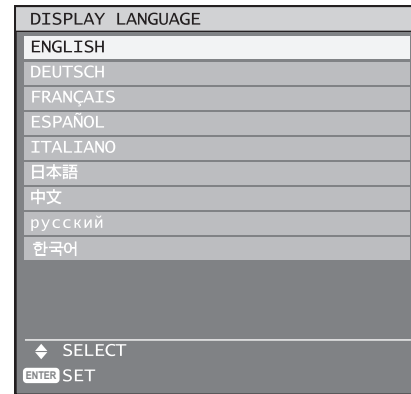 DISPLAY LANGUAGE
ENGLISH
DEUTSCH
FRANÇAIS
ESPAÑOL
ITALIANO
日本語
中文
русский
한국어
SELECT
ENTER SET